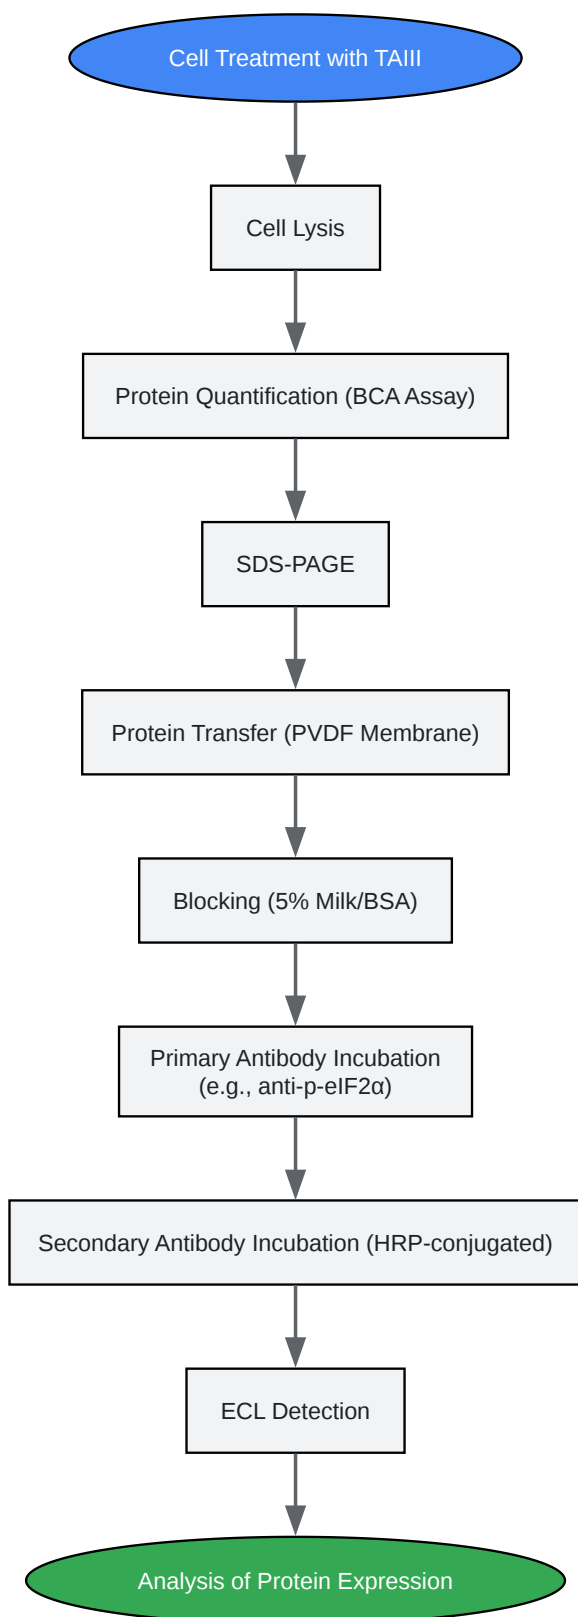 Cell Treatment with TAIII
Cell Lysis
Protein Quantification (BCA Assay)
SDS-PAGE
Protein Transfer (PVDF Membrane)
Blocking (5% Milk/BSA)
Primary Antibody Incubation
(e.g., anti-p-eIF2α)
Secondary Antibody Incubation (HRP-conjugated)
ECL Detection
Analysis of Protein Expression